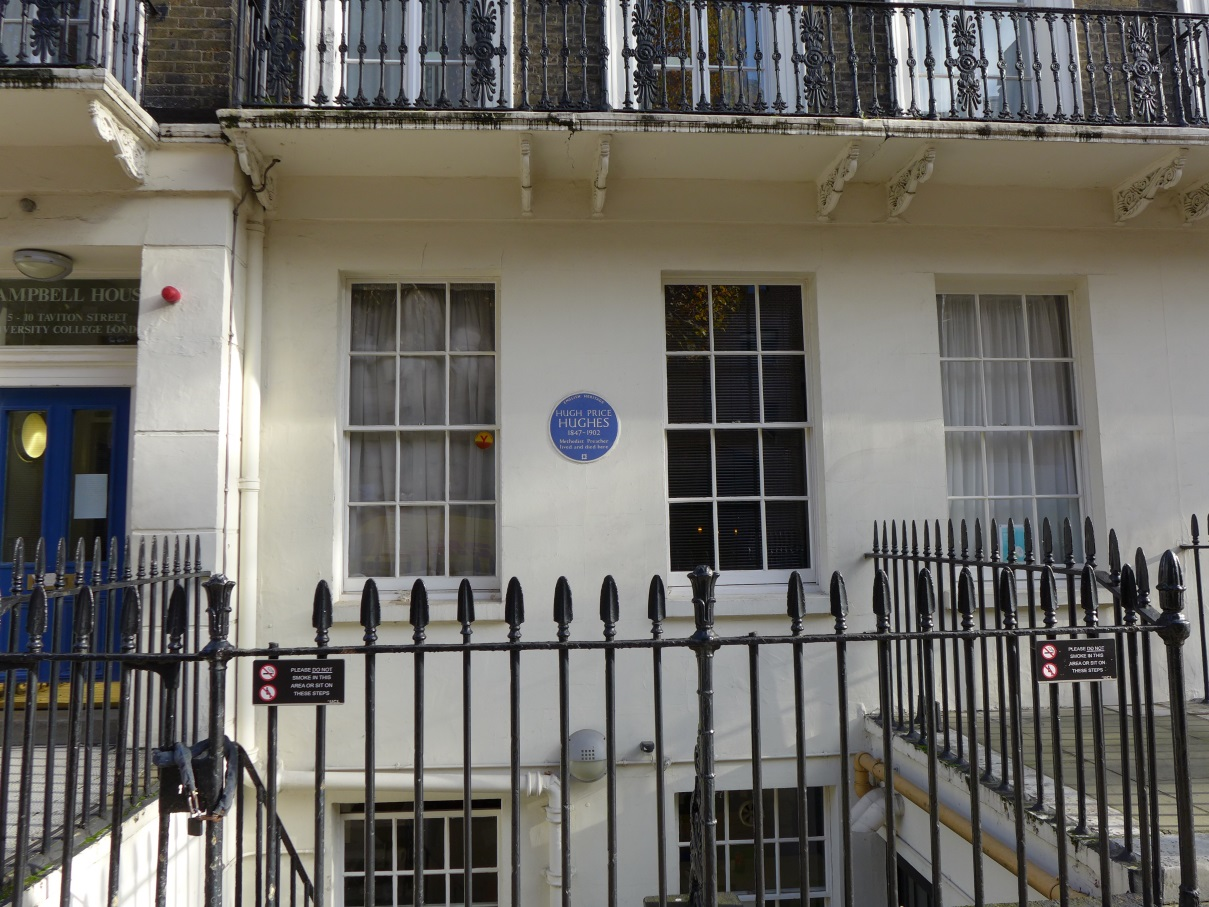 AMPBELL HOUS
5 - 10 TAVITON STREET
VERSITY COLLEGE LOND
ENGLISH HERITAGE
HUGH PRICE
HUGHES
1847-1902
Methodist Preacher
lived and died here
PLEASE DO NOT
SMOKE IN THIS
AREA OR SIT ON
THESE STEPS
PLEASE DO NOT
SMOKE IN THIS
AREA OR SIT ON
THESE STEPS